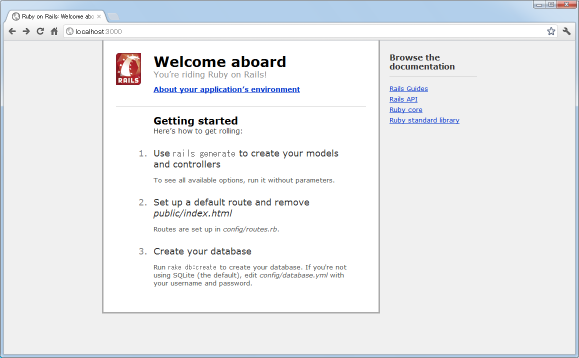 Ruby on Rails: Welcome abo
localhost:3000
RAILS
Welcome aboard
You're riding Ruby on Rails!
About your application's environment
Getting started
Here's how to get rolling:
1. Use rails generate to create your models
and controllers
To see all available options, run it without parameters.
2. Set up a default route and remove
public/index.html
Routes are set up in config/routes.rb.
3. Create your database
Run rake db:create to create your database. If you're not
using SQLite (the default), edit config/database.yml with
your username and password.
Browse the
documentation
Rails Guides
Rails API
Ruby core
Ruby standard library